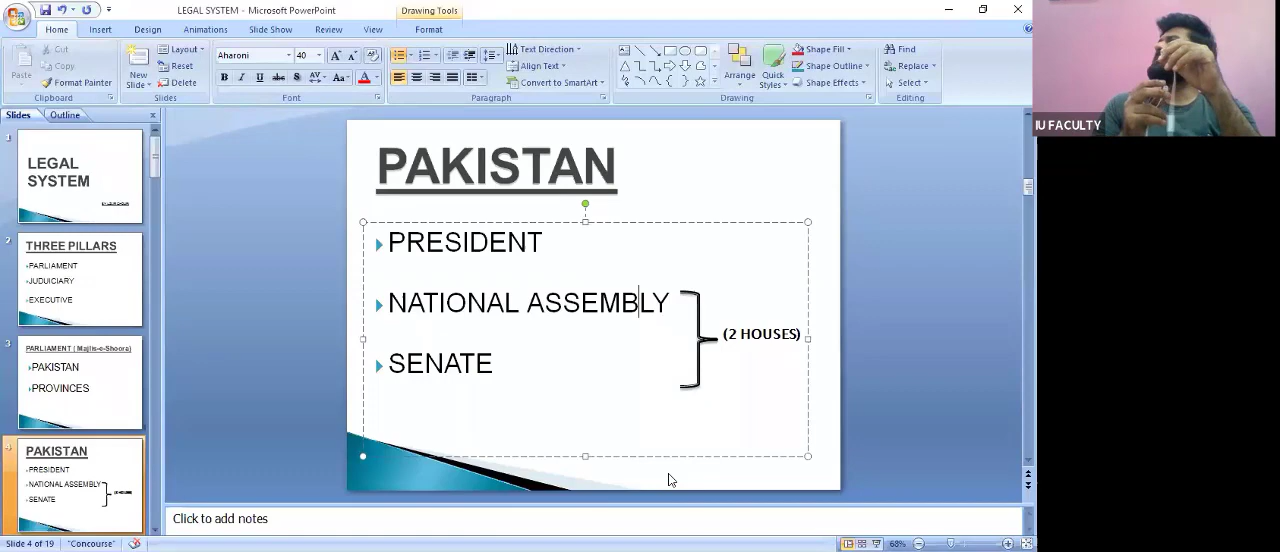 LEGAL SYSTEM - Microsoft PowerPoint
Drawing Tools
Home Insert Design Animations Slide Show Review View Format
Paste
Cut
Copy
Format Painter
Clipboard
New Slide
Layout
Reset
Delete
Slides
Aharoni 40
B I U abc S AV Aa A
Font
Text Direction
Align Text
Convert to SmartArt
Paragraph
Arrange
Quick Styles
Shape Fill
Shape Outline
Shape Effects
Drawing
Find
Replace
Select
Editing
IU FACULTY
Slides Outline
1
LEGAL
SYSTEM
2
THREE PILLARS
PARLIAMENT
JUDUICIARY
EXECUTIVE
3
PARLIAMENT ( Majlis-e-Shoora)
PAKISTAN
PROVINCES
4
PAKISTAN
PRESIDENT
NATIONAL ASSEMBLY
SENATE
PAKISTAN
PRESIDENT
NATIONAL ASSEMBLY
(2 HOUSES)
SENATE
Click to add notes
Slide 4 of 19 "Concourse" 68%